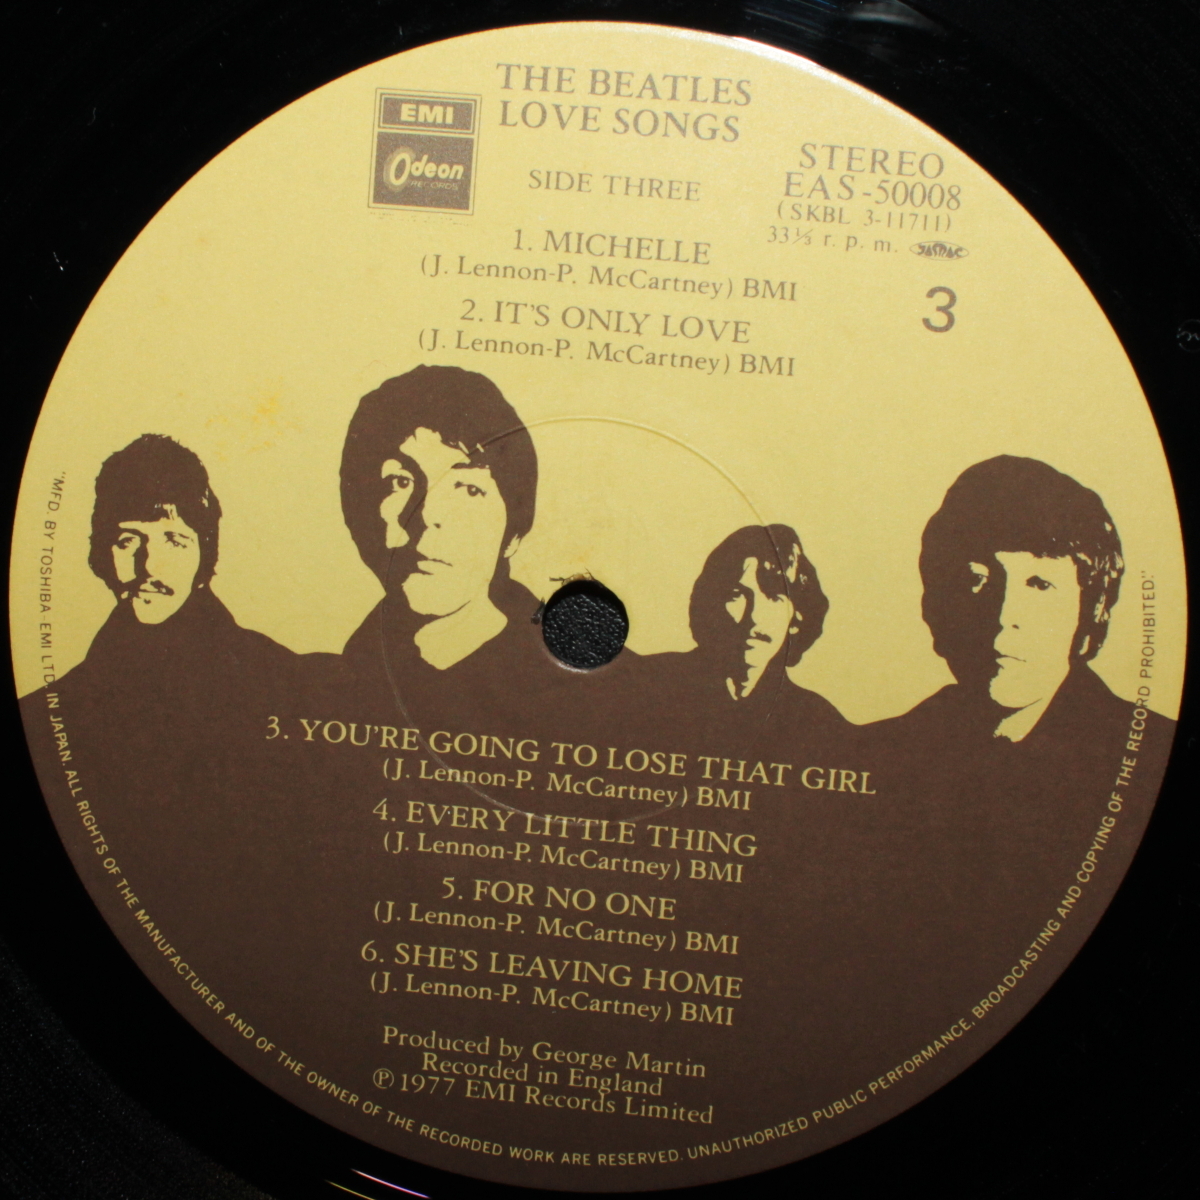 THE BEATLES
LOVE SONGS
EMI
Odeon
RECORDS
SIDE THREE
STEREO
EAS-50008
(SKBL 3-11711)
33⅓ r. p. m. JASRAC
3
1. MICHELLE
(J. Lennon-P. McCartney) BMI
2. IT'S ONLY LOVE
(J. Lennon-P. McCartney) BMI
3. YOU'RE GOING TO LOSE THAT GIRL
(J. Lennon-P. McCartney) BMI
4. EVERY LITTLE THING
(J. Lennon-P. McCartney) BMI
5. FOR NO ONE
(J. Lennon-P. McCartney) BMI
6. SHE'S LEAVING HOME
(J. Lennon-P. McCartney) BMI
Produced by George Martin
Recorded in England
℗ 1977 EMI Records Limited
"MFD. BY TOSHIBA-EMI LTD. IN JAPAN. ALL RIGHTS OF THE MANUFACTURER AND OF THE OWNER OF THE RECORDED WORK ARE RESERVED. UNAUTHORIZED PUBLIC PERFORMANCE, BROADCASTING AND COPYING OF THE RECORD PROHIBITED."